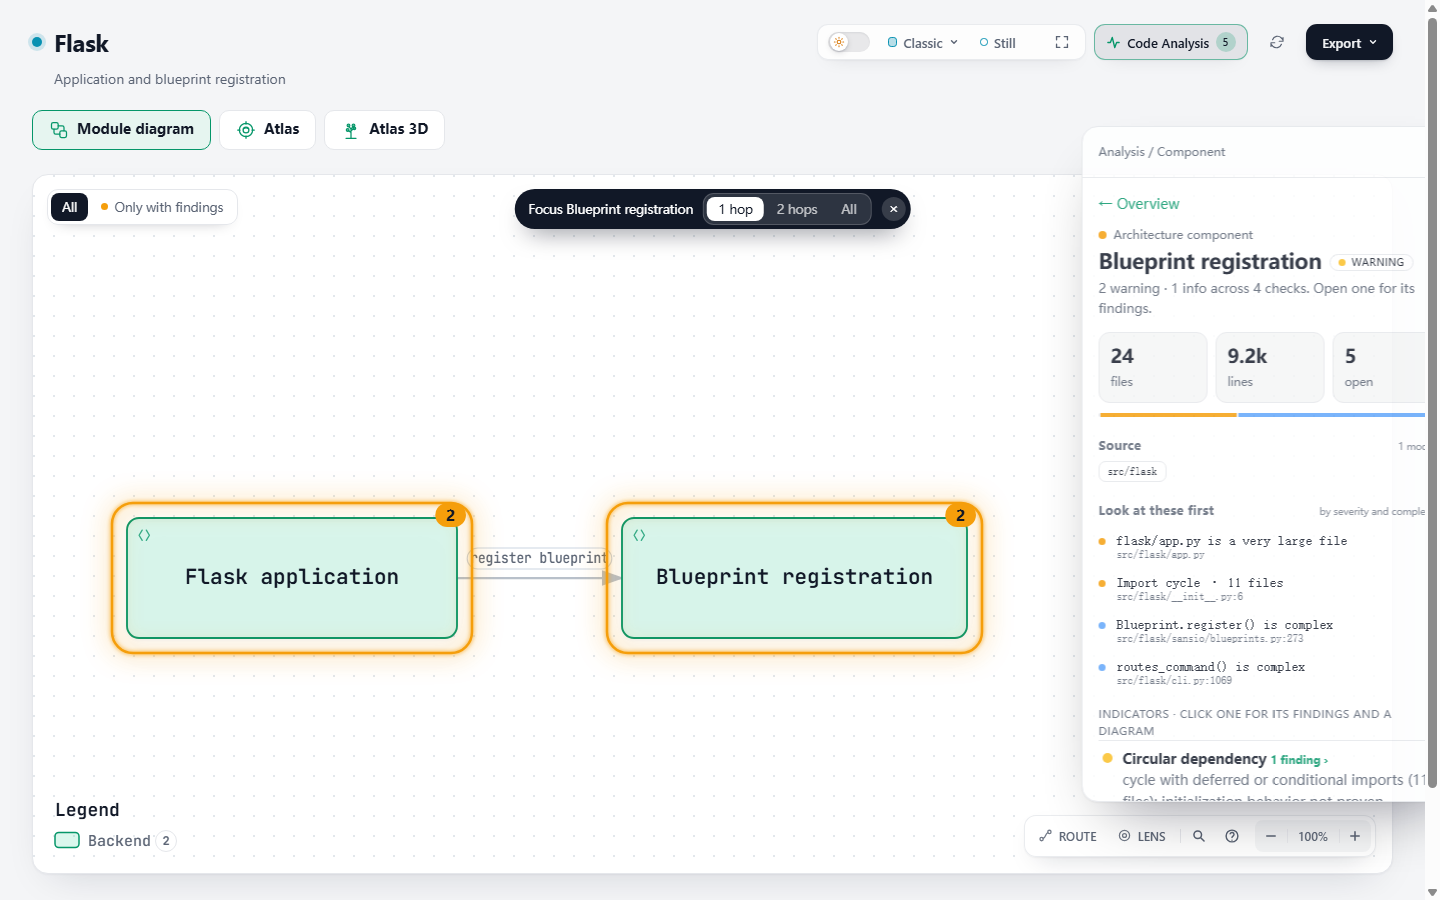 Flask
Application and blueprint registration
Classic
Still
Code Analysis 5
Export
Module diagram
Atlas
Atlas 3D
All
Only with findings
Focus Blueprint registration
1 hop
2 hops
All
×
Analysis / Component
← Overview
Architecture component
Blueprint registration
WARNING
2 warning · 1 info across 4 checks. Open one for its
findings.
24
files
9.2k
lines
5
open
Source
1
src/flask
Look at these first
by severity and
flask/app.py is a very large file
src/flask/app.py
Import cycle · 11 files
src/flask/__init__.py:6
Blueprint.register() is complex
src/flask/sansio/blueprints.py:273
routes_command() is complex
src/flask/cli.py:1069
INDICATORS · CLICK ONE FOR ITS FINDINGS AND A
DIAGRAM
Circular dependency 1 finding ›
cycle with deferred or conditional imports (11
files); initialization behavior not proven
2
Flask application
register blueprint
2
Blueprint registration
Legend
Backend 2
ROUTE
LENS
− 100% +